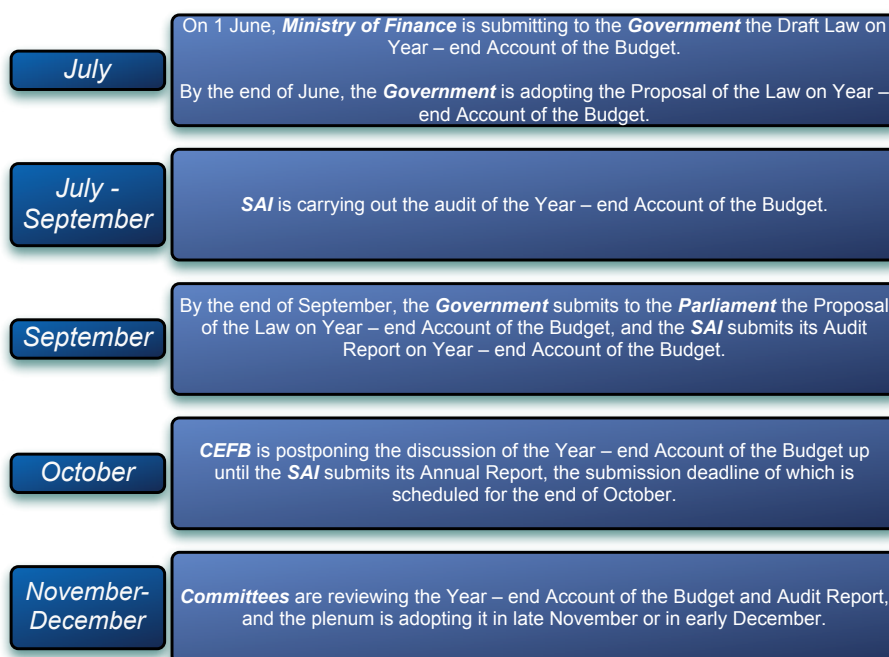 On 1 June, Ministry of Finance is submitting to the Government the Draft Law on
Year – end Account of the Budget.
July
By the end of June, the Government is adopting the Proposal of the Law on Year –
end Account of the Budget.
July -
September
SAI is carrying out the audit of the Year – end Account of the Budget.
September
By the end of September, the Government submits to the Parliament the Proposal
of the Law on Year – end Account of the Budget, and the SAI submits its Audit
Report on Year – end Account of the Budget.
October
CEFB is postponing the discussion of the Year – end Account of the Budget up
until the SAI submits its Annual Report, the submission deadline of which is
scheduled for the end of October.
November-
December
Committees are reviewing the Year – end Account of the Budget and Audit Report,
and the plenum is adopting it in late November or in early December.